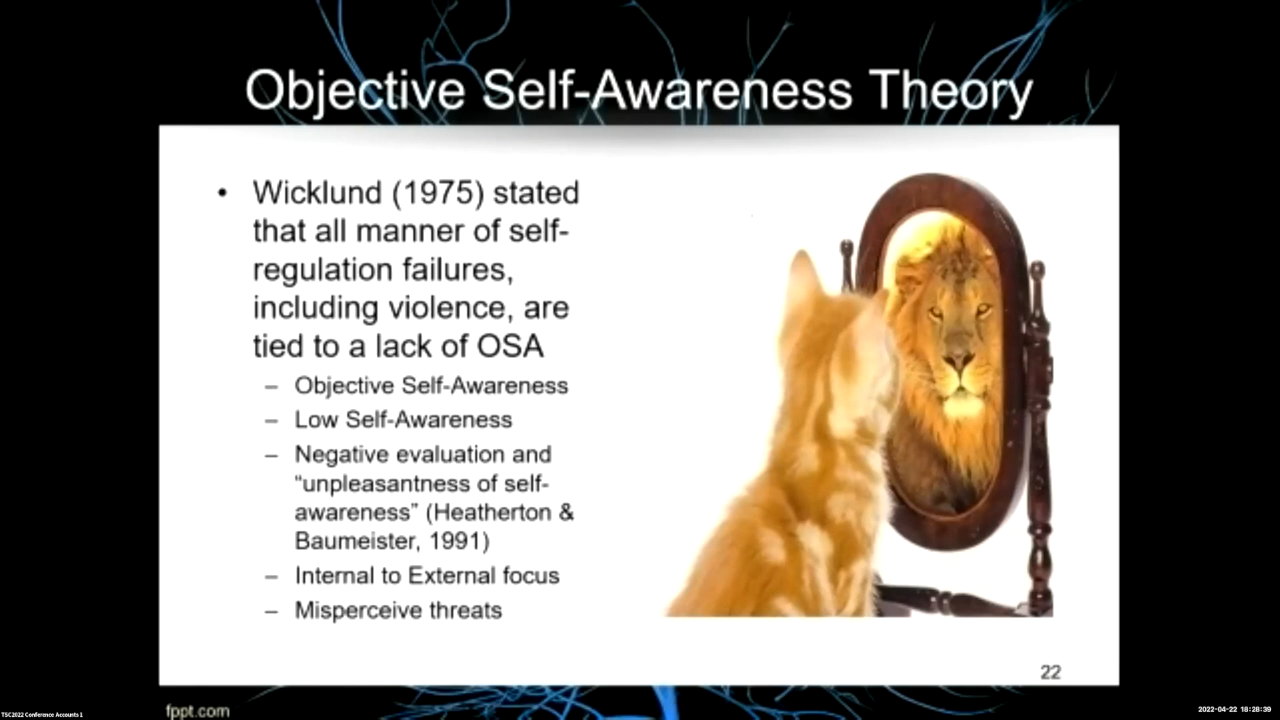 Objective Self-Awareness Theory
• Wicklund (1975) stated
that all manner of self-
regulation failures,
including violence, are
tied to a lack of OSA
– Objective Self-Awareness
– Low Self-Awareness
– Negative evaluation and
“unpleasantness of self-
awareness” (Heatherton &
Baumeister, 1991)
– Internal to External focus
– Misperceive threats
22
fppt.com
TSC2022 Conference Accounts 1
2022-04-22 18:28:39